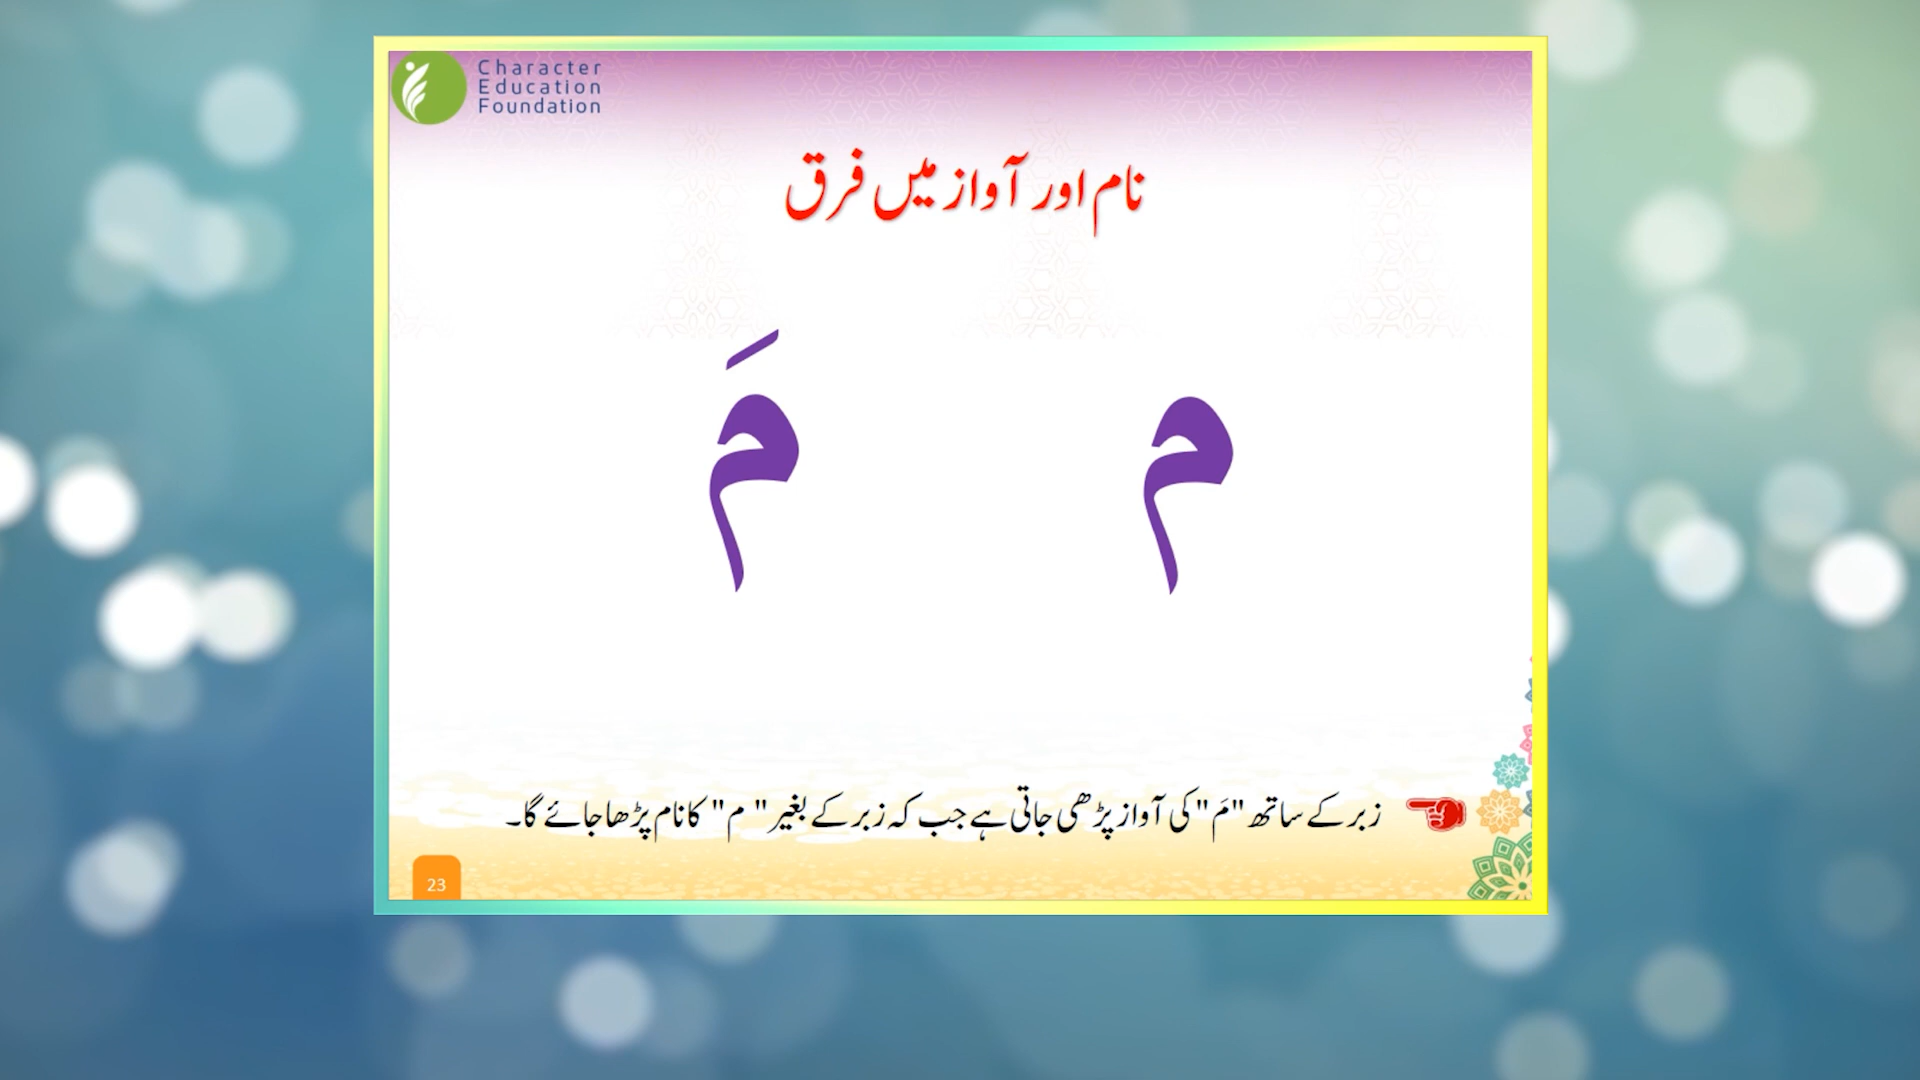 Character
Education
Foundation
نام اور آواز میں فرق
م مَ
زبر کے ساتھ "مَ" کی آواز پڑھی جاتی ہے جب کہ زبر کے بغیر " م" کا نام پڑھا جائے گا۔
23